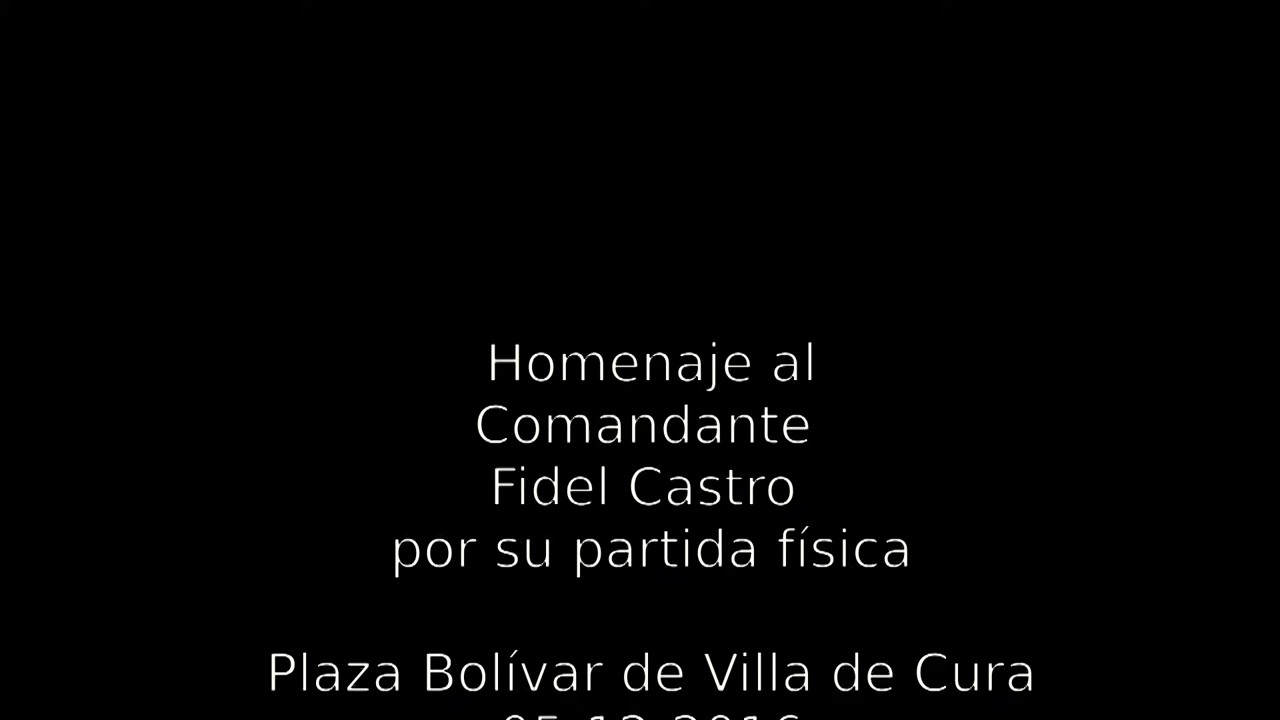 Homenaje al
Comandante
Fidel Castro
por su partida física
Plaza Bolívar de Villa de Cura